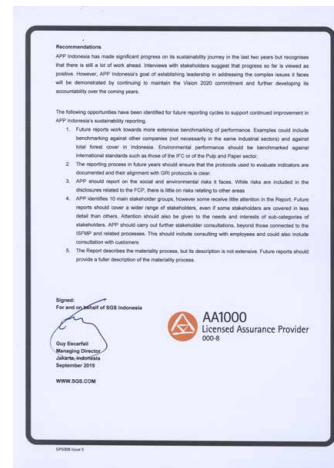 Recommendations
APP Indonesia has made significant progress on its sustainability journey in the last two years but recognises
that there is still a lot of work ahead. Interviews with stakeholders suggest that progress so far is viewed as
positive. However, APP Indonesia's goal of establishing leadership in addressing the complex issues it faces
will be demonstrated by continuing to maintain the Vision 2020 commitment and further developing its
accountability over the coming years.
The following opportunities have been identified for future reporting cycles to support continued improvement in
APP Indonesia's sustainability reporting.
1. Future reports work towards more extensive benchmarking of performance. Examples could include
benchmarking against other companies (not necessarily in the same industrial sectors) and against
total forest cover in Indonesia. Environmental performance should be benchmarked against
international standards such as those of the IFC or of the Pulp and Paper sector.
2. The reporting process in future years should ensure that the protocols used to evaluate indicators are
documented and their alignment with GRI protocols is clear.
3. APP should report on the social and environmental risks it faces. While risks are included in the
disclosures related to the FCP, there is little on risks relating to other areas
4. APP identifies 10 main stakeholder groups, however some receive little attention in the Report. Future
reports should cover a wider range of stakeholders, even if some stakeholders are covered in less
detail than others. Attention should also be given to the needs and interests of sub-categories of
stakeholders. APP should carry out further stakeholder consultations, beyond those connected to the
ISFMP and related processes. This should include consulting with employees and could also include
consultation with customers
5. The Report describes the materiality process, but its description is not extensive. Future reports should
provide a fuller description of the materiality process.
Signed:
For and on behalf of SGS Indonesia
Guy Escarfail
Managing Director
Jakarta, Indonesia
September 2015
WWW.SGS.COM
AA1000
Licensed Assurance Provider
000-8
GP5008 Issue 5